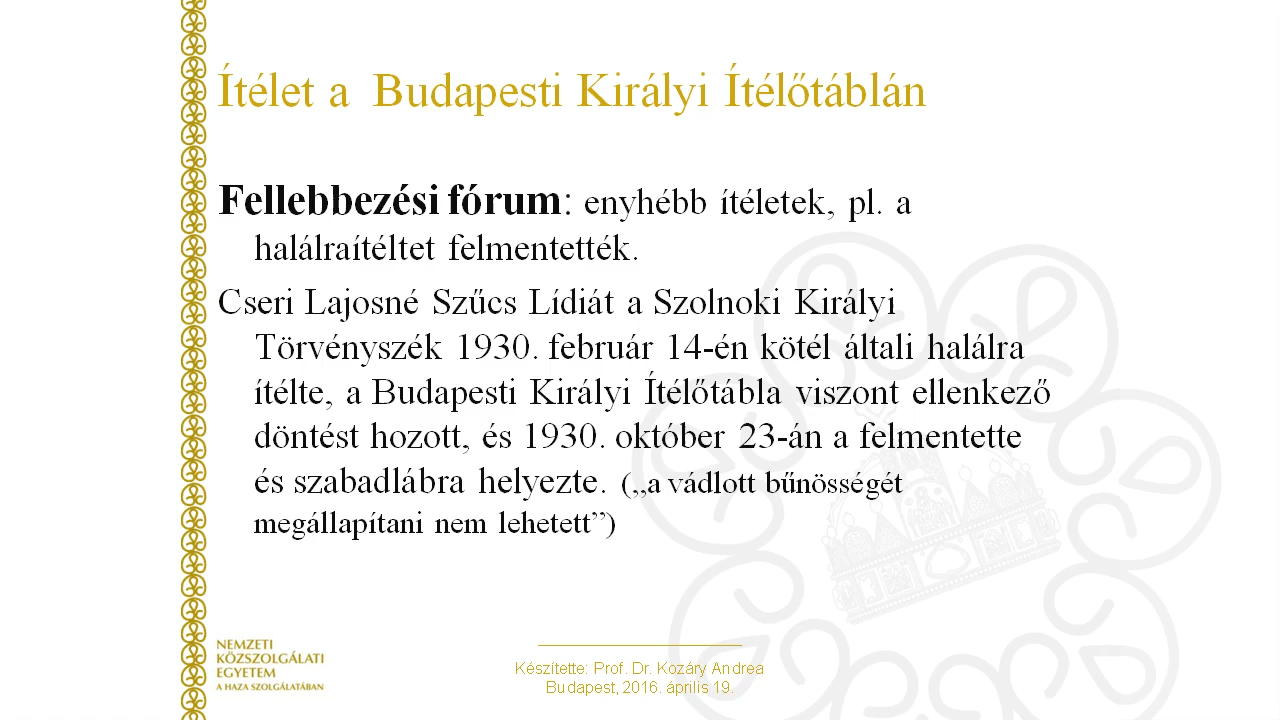 Ítélet a Budapesti Királyi Ítélőtáblán
Fellebbezési fórum: enyhébb ítéletek, pl. a
halálraítéltet felmentették.
Cseri Lajosné Szűcs Lídiát a Szolnoki Királyi
Törvényszék 1930. február 14-én kötél általi halálra
ítélte, a Budapesti Királyi Ítélőtábla viszont ellenkező
döntést hozott, és 1930. október 23-án a felmentette
és szabadlábra helyezte. („a vádlott bűnösségét
megállapítani nem lehetett”)
NEMZETI
KÖZSZOLGÁLATI
EGYETEM
A HAZA SZOLGÁLATÁBAN
Készítette: Prof. Dr. Kozáry Andrea
Budapest, 2016. április 19.